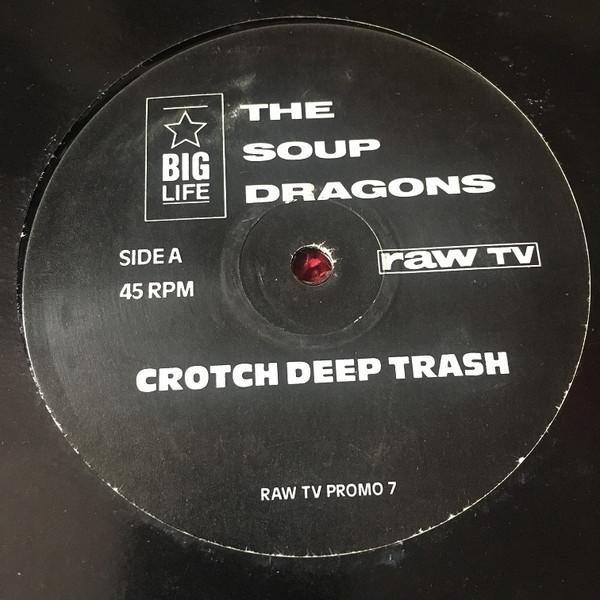 BIG
LIFE
THE
SOUP
DRAGONS
SIDE A
45 RPM
raw TV
CROTCH DEEP TRASH
RAW TV PROMO 7